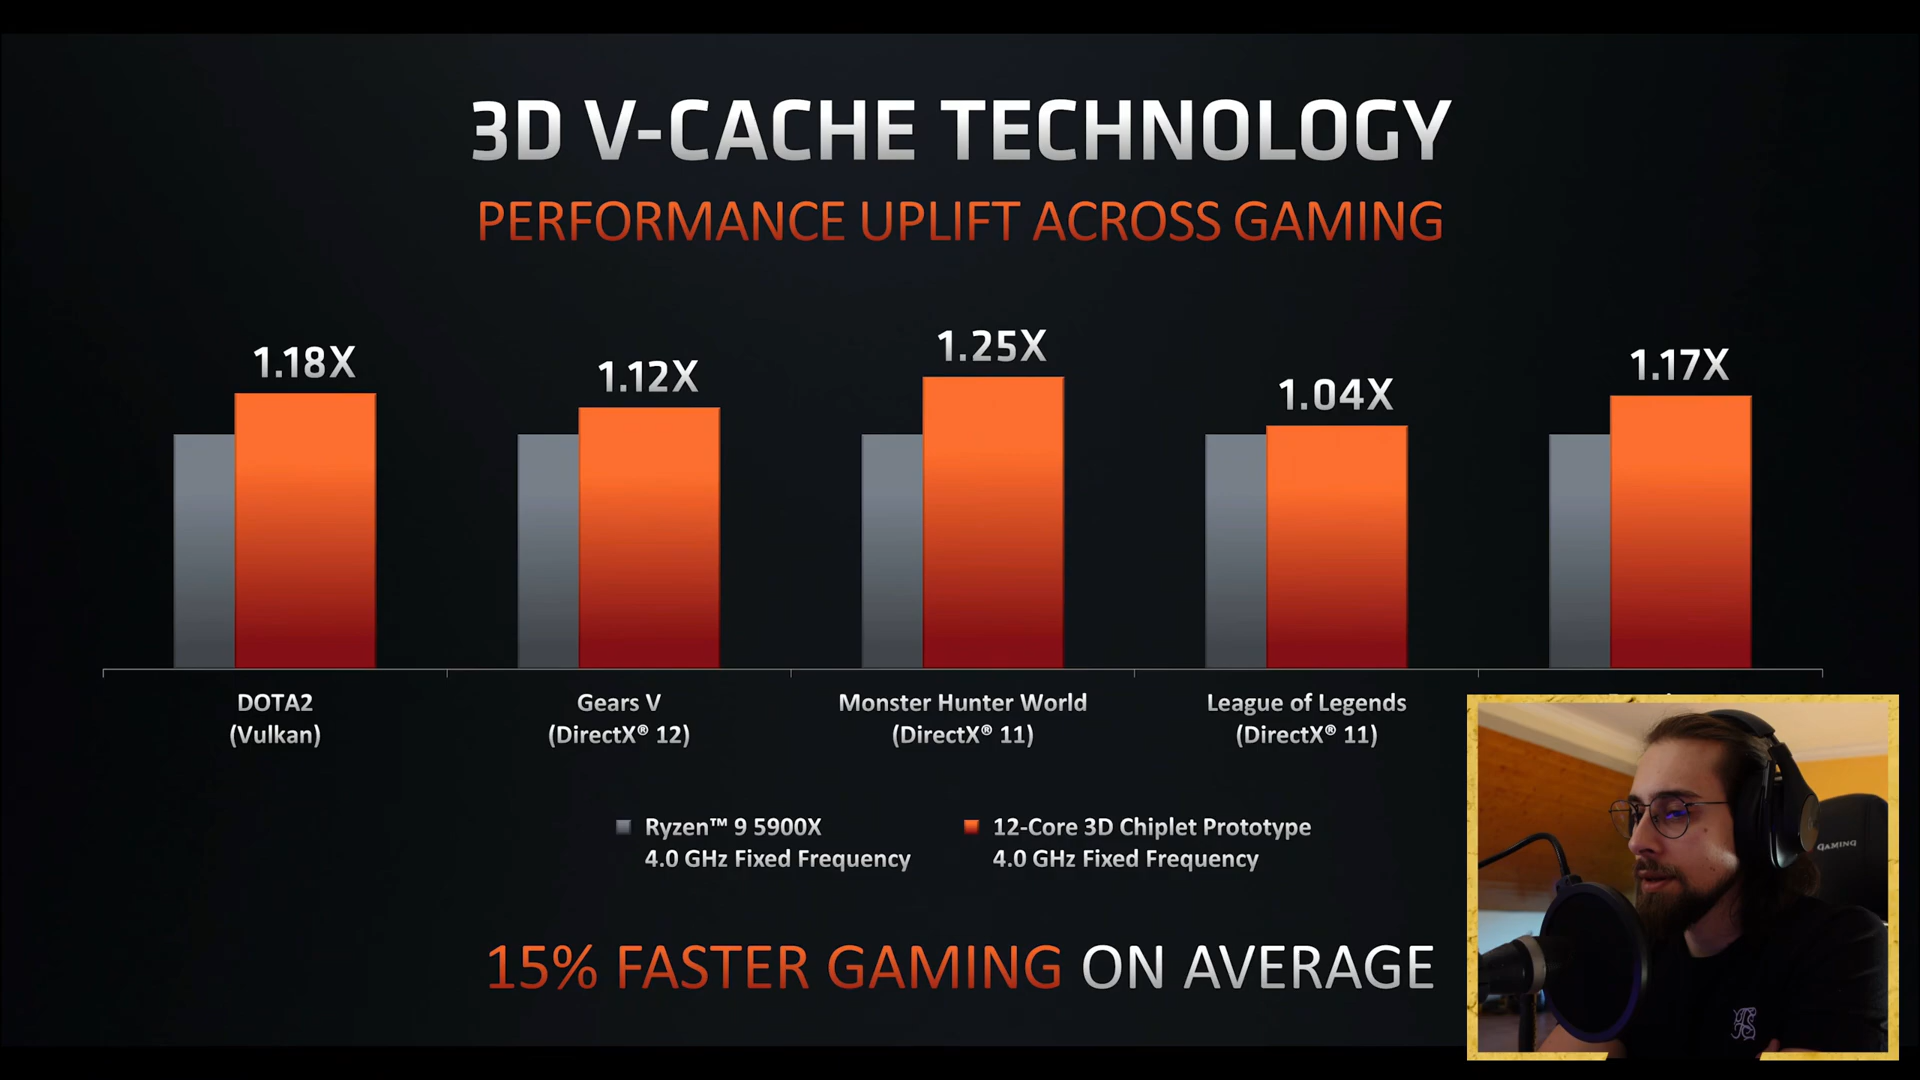 3D V-CACHE TECHNOLOGY
PERFORMANCE UPLIFT ACROSS GAMING
1.18X
1.12X
1.25X
1.04X
1.17X
DOTA2
(Vulkan)
Gears V
(DirectX® 12)
Monster Hunter World
(DirectX® 11)
League of Legends
(DirectX® 11)
Ryzen™ 9 5900X
4.0 GHz Fixed Frequency
12-Core 3D Chiplet Prototype
4.0 GHz Fixed Frequency
15% FASTER GAMING ON AVERAGE
GAMING